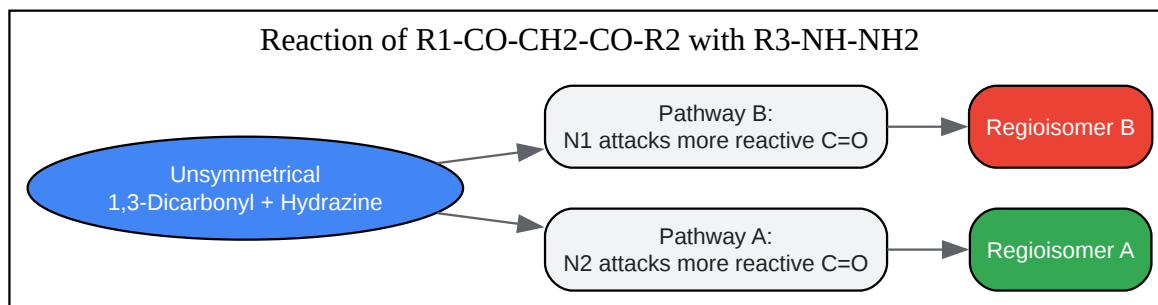 Reaction of R1-CO-CH2-CO-R2 with R3-NH-NH2
Unsymmetrical
1,3-Dicarbonyl + Hydrazine
Pathway B:
N1 attacks more reactive C=O
Regioisomer B
Pathway A:
N2 attacks more reactive C=O
Regioisomer A